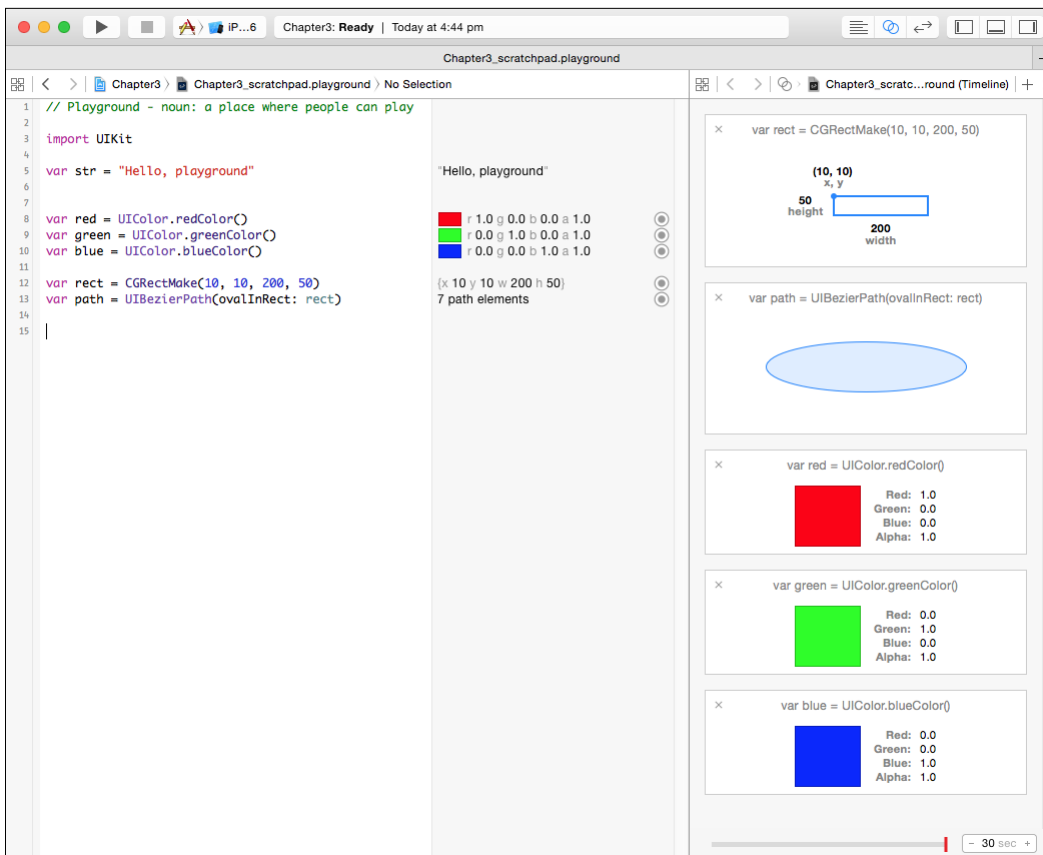 iP...6
Chapter3: Ready | Today at 4:44 pm
Chapter3_scratchpad.playground
Chapter3 〉 Chapter3_scratchpad.playground 〉 No Selection
1 // Playground - noun: a place where people can play
2
3 import UIKit
4
5 var str = "Hello, playground"
6
7
8 var red = UIColor.redColor()
9 var green = UIColor.greenColor()
10 var blue = UIColor.blueColor()
11
12 var rect = CGRectMake(10, 10, 200, 50)
13 var path = UIBezierPath(ovalInRect: rect)
14
15
"Hello, playground"
r 1.0 g 0.0 b 0.0 a 1.0
r 0.0 g 1.0 b 0.0 a 1.0
r 0.0 g 0.0 b 1.0 a 1.0
{x 10 y 10 w 200 h 50}
7 path elements
Chapter3_scratc...round (Timeline)
var rect = CGRectMake(10, 10, 200, 50)
(10, 10)
x, y
50
height
200
width
var path = UIBezierPath(ovalInRect: rect)
var red = UIColor.redColor()
Red: 1.0
Green: 0.0
Blue: 0.0
Alpha: 1.0
var green = UIColor.greenColor()
Red: 0.0
Green: 1.0
Blue: 0.0
Alpha: 1.0
var blue = UIColor.blueColor()
Red: 0.0
Green: 0.0
Blue: 1.0
Alpha: 1.0
- 30 sec +